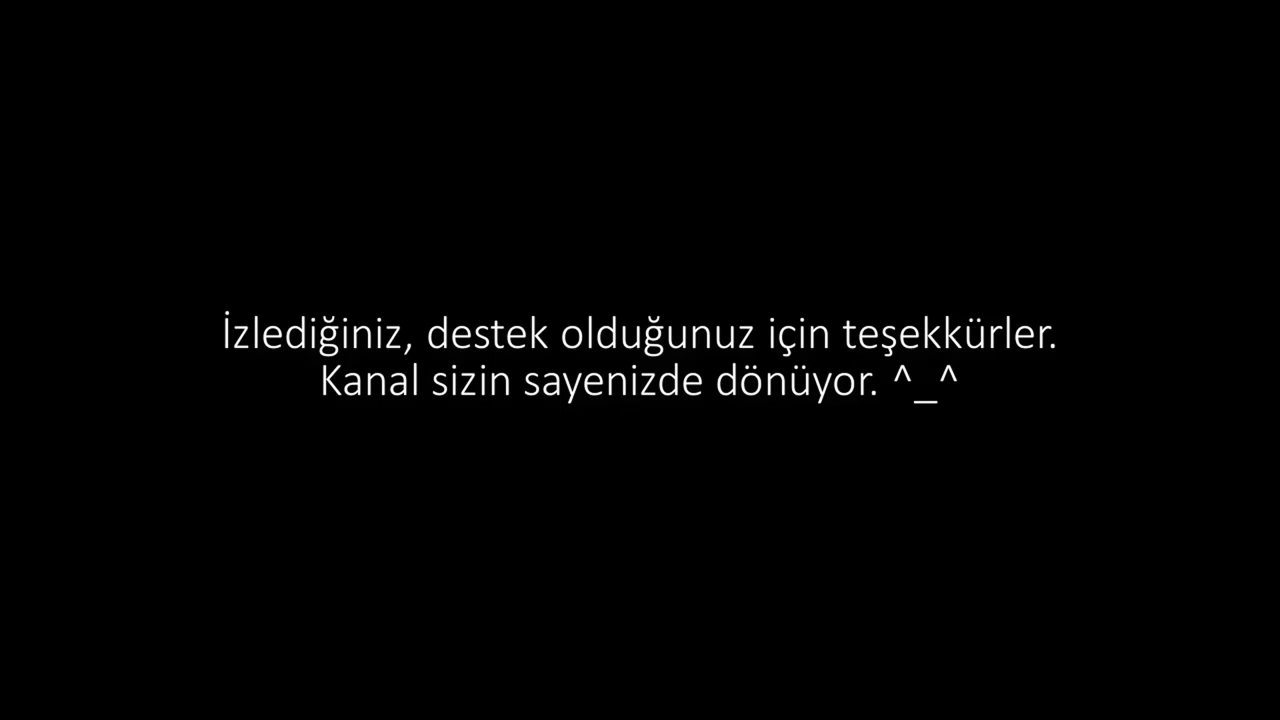 İzlediğiniz, destek olduğunuz için teşekkürler.
Kanal sizin sayenizde dönüyor. ^_^